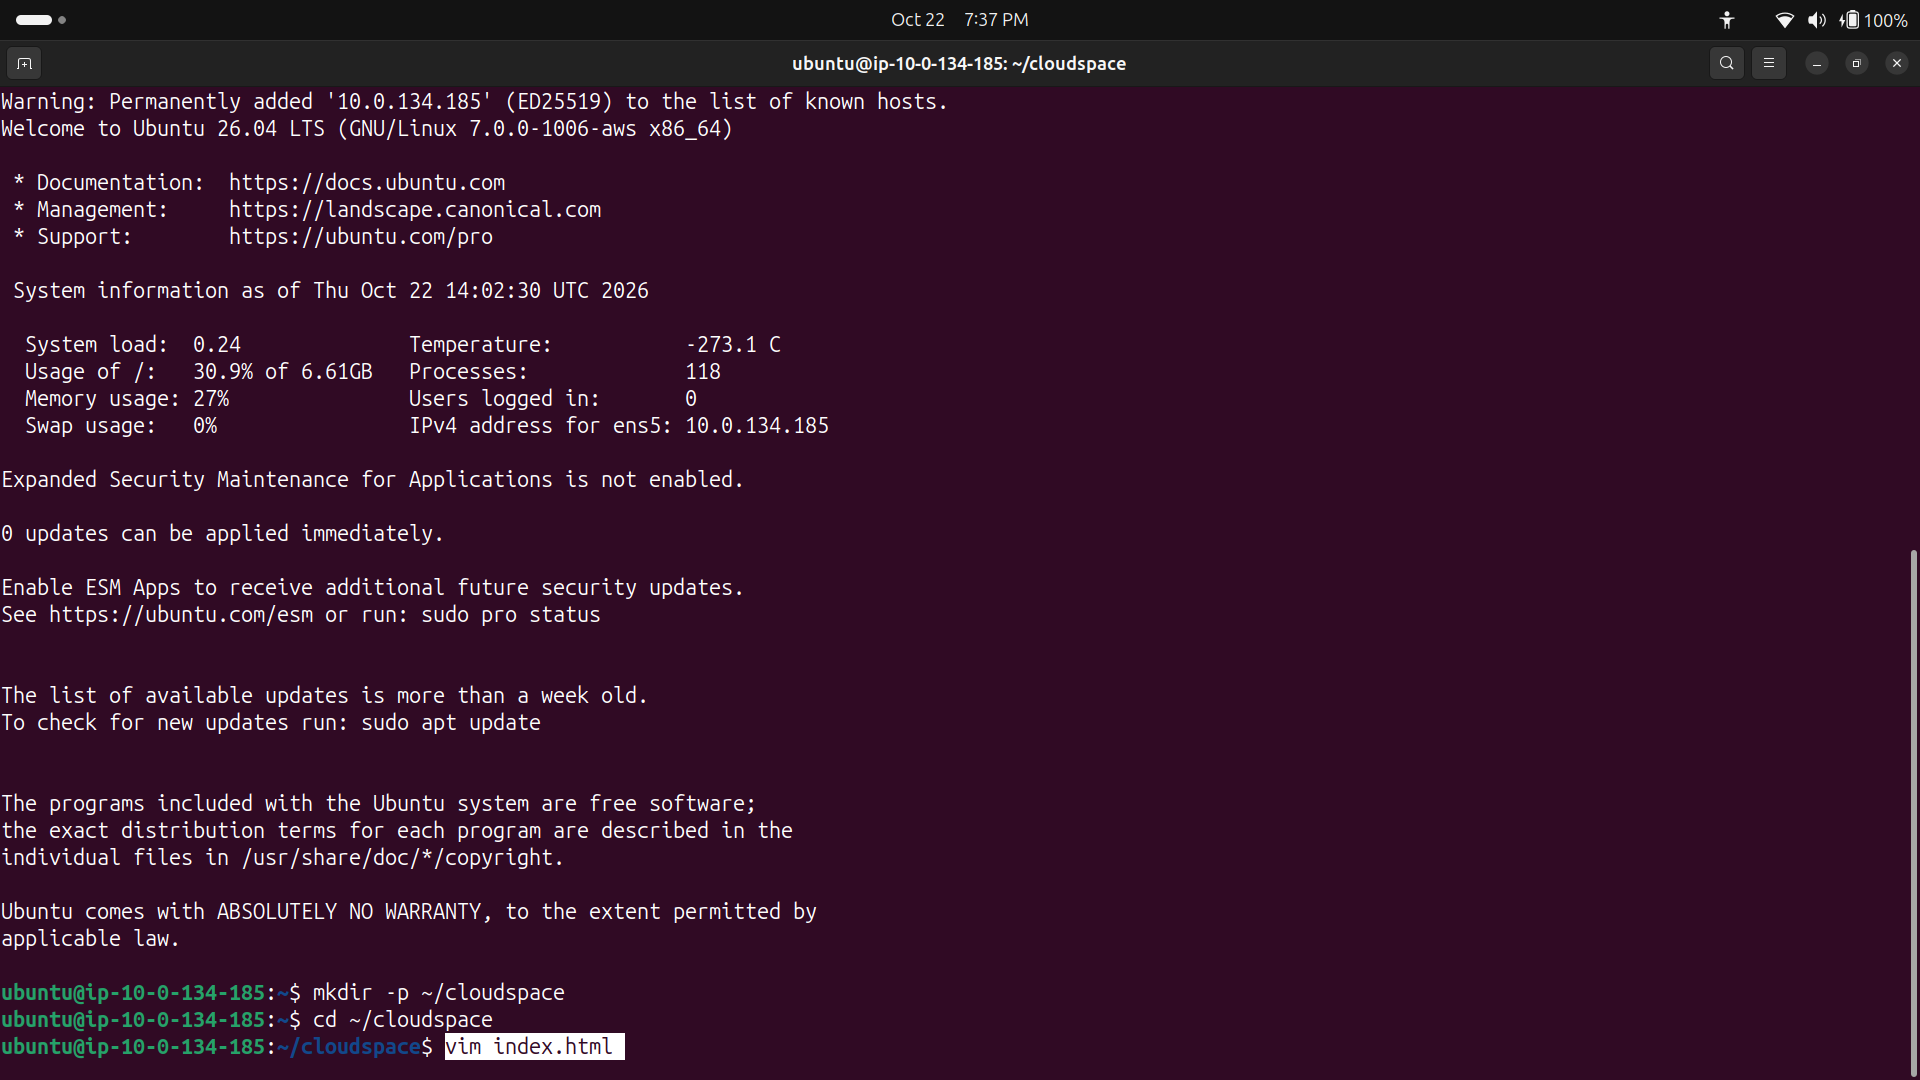 Oct 22 7:37 PM
100%
ubuntu@ip-10-0-134-185: ~/cloudspace
Warning: Permanently added '10.0.134.185' (ED25519) to the list of known hosts.
Welcome to Ubuntu 26.04 LTS (GNU/Linux 7.0.0-1006-aws x86_64)
* Documentation: https://docs.ubuntu.com
* Management: https://landscape.canonical.com
* Support: https://ubuntu.com/pro
System information as of Thu Oct 22 14:02:30 UTC 2026
System load: 0.24 Temperature: -273.1 C
Usage of /: 30.9% of 6.61GB Processes: 118
Memory usage: 27% Users logged in: 0
Swap usage: 0% IPv4 address for ens5: 10.0.134.185
Expanded Security Maintenance for Applications is not enabled.
0 updates can be applied immediately.
Enable ESM Apps to receive additional future security updates.
See https://ubuntu.com/esm or run: sudo pro status
The list of available updates is more than a week old.
To check for new updates run: sudo apt update
The programs included with the Ubuntu system are free software;
the exact distribution terms for each program are described in the
individual files in /usr/share/doc/*/copyright.
Ubuntu comes with ABSOLUTELY NO WARRANTY, to the extent permitted by
applicable law.
ubuntu@ip-10-0-134-185:~$ mkdir -p ~/cloudspace
ubuntu@ip-10-0-134-185:~$ cd ~/cloudspace
ubuntu@ip-10-0-134-185:~/cloudspace$ vim index.html